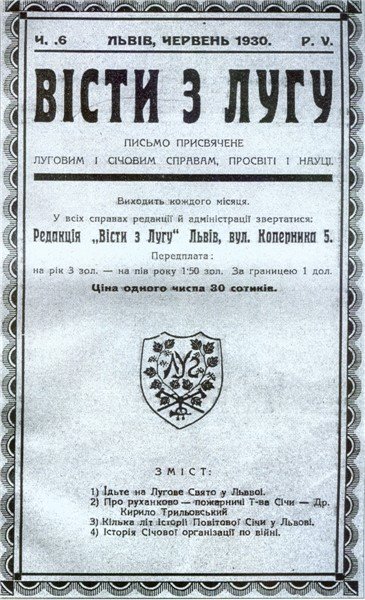 Ч. .6 ЛЬВІВ, ЧЕРВЕНЬ 1930. Р. V.
ВІСТИ З ЛУГУ
ПИСЬМО ПРИСВЯЧЕНЕ
ЛУГОВИМ І СІЧОВИМ СПРАВАМ, ПРОСВІТІ І НАУЦІ.
Виходить кождого місяця.
У всіх справах редакції й адміністрації звертатися:
Редакція „Вісти з Лугу" Львів, вул. Коперника 5.
Передплата:
на рік 3 зол. — на пів року 1·50 зол. За границею 1 дол.
Ціна одного числа 30 сотиків.
ЛУГ
ЗМІСТ:
1) Ідьте на Лугове Свято у Львові.
2) Про руханково — пожарничі Т-ва Січи — Др.
Кирило Трильовський
3) Кілька літ історії Повітової Січи у Львові.
4) Історія Січової організації по війні.